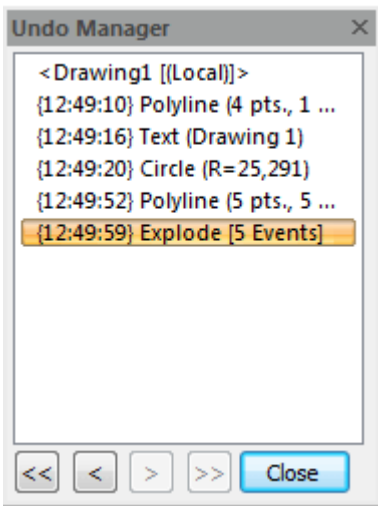 Undo Manager
<Drawing1 [(Local)]>
{12:49:10} Polyline (4 pts., 1 ...
{12:49:16} Text (Drawing 1)
{12:49:20} Circle (R=25,291)
{12:49:52} Polyline (5 pts., 5 ...
{12:49:59} Explode [5 Events]
<< < > >> Close